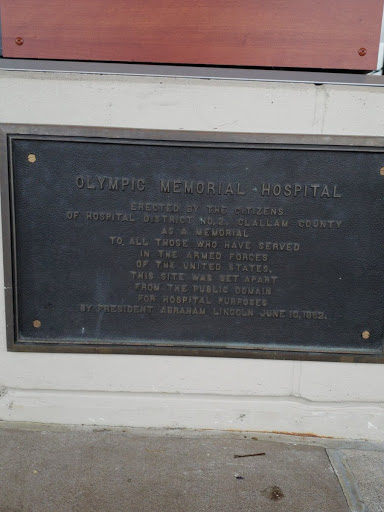 OLYMPIC MEMORIAL HOSPITAL
ERECTED BY THE CITIZENS
OF HOSPITAL DISTRICT NO. 2, CLALLAM COUNTY
AS A MEMORIAL
TO ALL THOSE WHO HAVE SERVED
IN THE ARMED FORCES
OF THE UNITED STATES,
THIS SITE WAS SET APART
FROM THE PUBLIC DOMAIN
FOR HOSPITAL PURPOSES
BY PRESIDENT ABRAHAM LINCOLN JUNE 10, 1862.